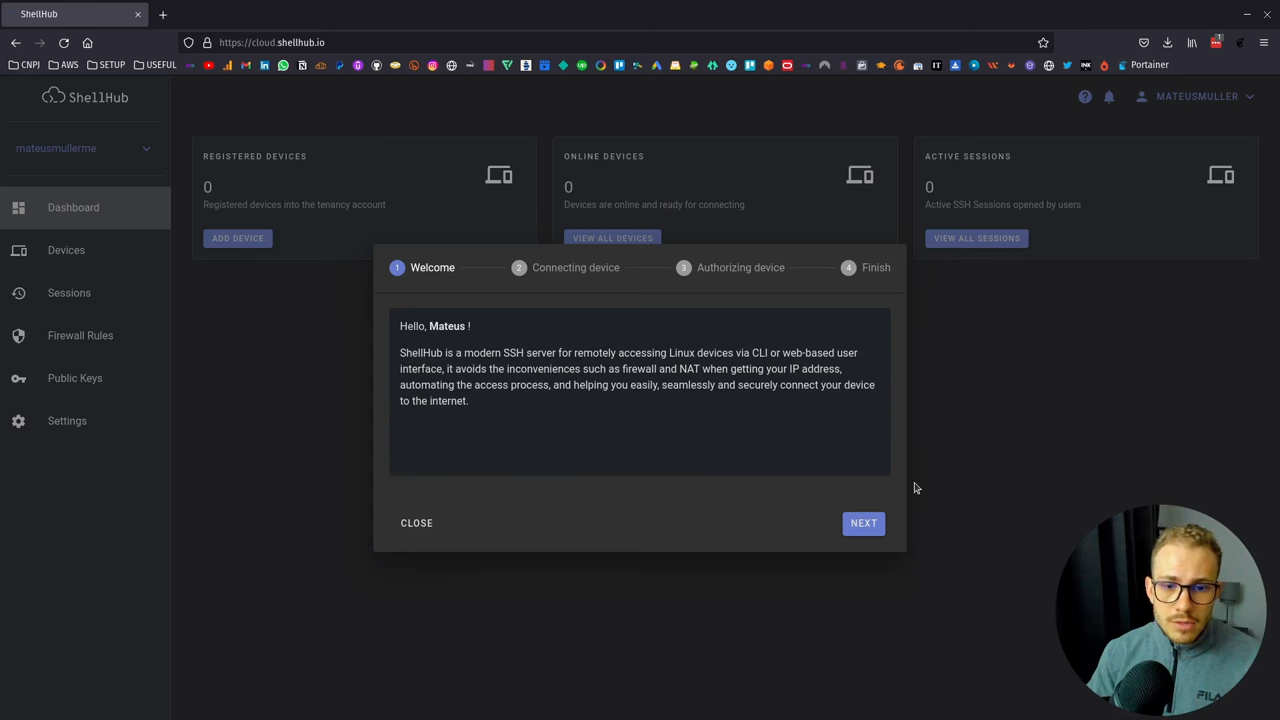 ShellHub
https://cloud.shellhub.io
CNPJ
AWS
SETUP
USEFUL
Portainer
ShellHub
MATEUSMULLER
mateusmullerme
Dashboard
Devices
Sessions
Firewall Rules
Public Keys
Settings
REGISTERED DEVICES
0
Registered devices into the tenancy account
ADD DEVICE
ONLINE DEVICES
0
Devices are online and ready for connecting
VIEW ALL DEVICES
ACTIVE SESSIONS
0
Active SSH Sessions opened by users
VIEW ALL SESSIONS
1 Welcome
2 Connecting device
3 Authorizing device
4 Finish
Hello, Mateus !
ShellHub is a modern SSH server for remotely accessing Linux devices via CLI or web-based user
interface, it avoids the inconveniences such as firewall and NAT when getting your IP address,
automating the access process, and helping you easily, seamlessly and securely connect your device
to the internet.
CLOSE
NEXT
FILA